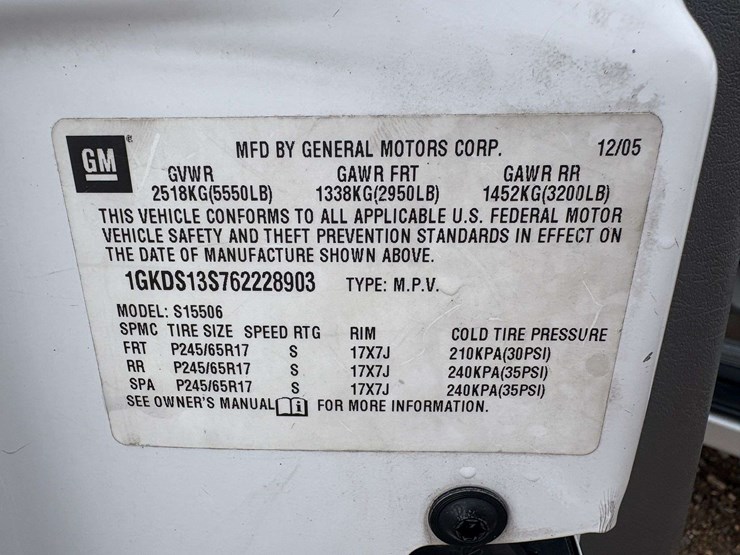 GM ®
MFD BY GENERAL MOTORS CORP. 12/05
GVWR GAWR FRT GAWR RR
2518KG(5550LB) 1338KG(2950LB) 1452KG(3200LB)
THIS VEHICLE CONFORMS TO ALL APPLICABLE U.S. FEDERAL MOTOR
VEHICLE SAFETY AND THEFT PREVENTION STANDARDS IN EFFECT ON
THE DATE OF MANUFACTURE SHOWN ABOVE.
1GKDS13S762228903 TYPE: M.P.V.
MODEL: S15506
SPMC TIRE SIZE SPEED RTG RIM COLD TIRE PRESSURE
FRT P245/65R17 S 17X7J 210KPA(30PSI)
RR P245/65R17 S 17X7J 240KPA(35PSI)
SPA P245/65R17 S 17X7J 240KPA(35PSI)
SEE OWNER'S MANUAL i FOR MORE INFORMATION.